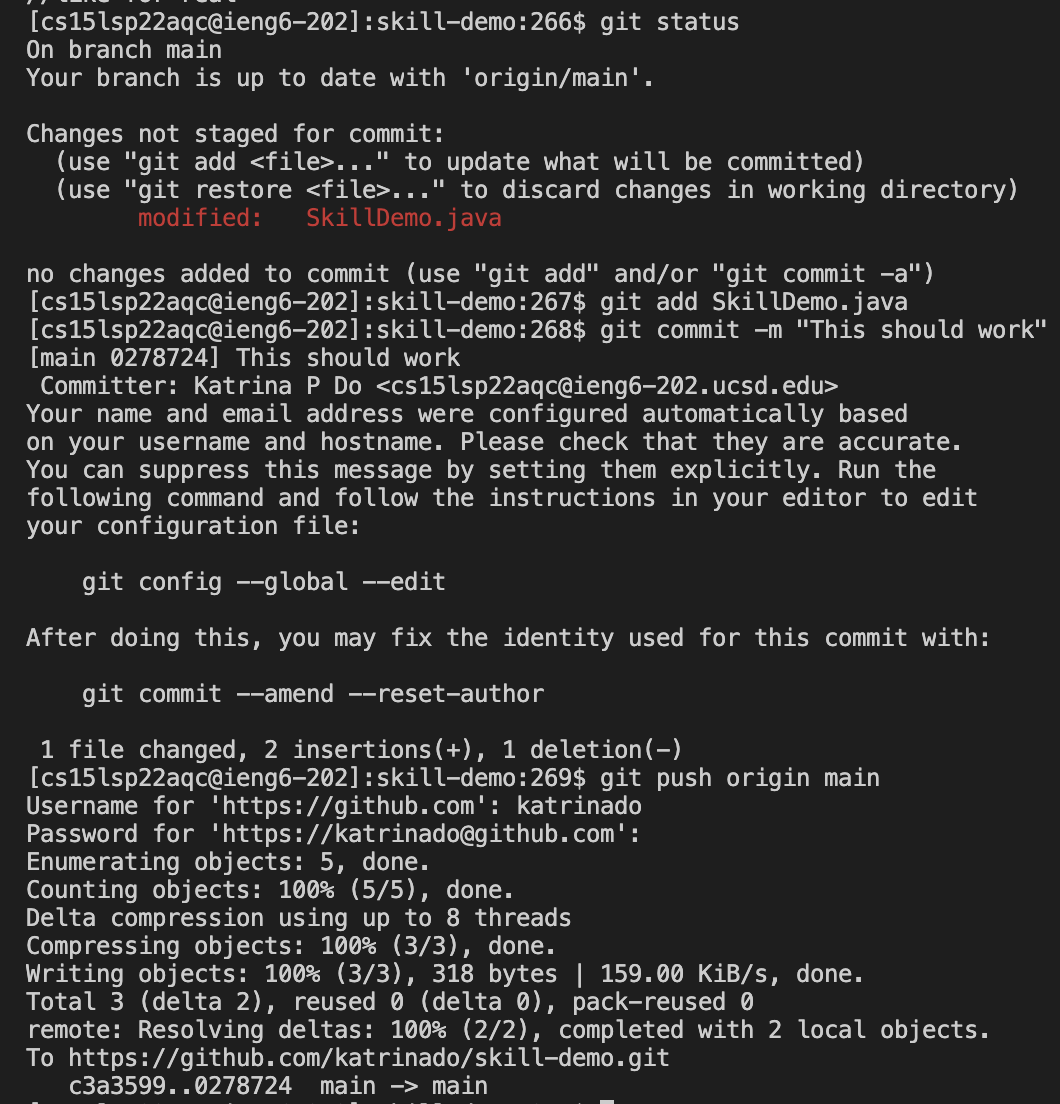 [cs15lsp22aqc@ieng6-202]:skill-demo:266$ git status
On branch main
Your branch is up to date with 'origin/main'.

Changes not staged for commit:
  (use "git add <file>..." to update what will be committed)
  (use "git restore <file>..." to discard changes in working directory)
        modified:   SkillDemo.java

no changes added to commit (use "git add" and/or "git commit -a")
[cs15lsp22aqc@ieng6-202]:skill-demo:267$ git add SkillDemo.java
[cs15lsp22aqc@ieng6-202]:skill-demo:268$ git commit -m "This should work"
[main 0278724] This should work
 Committer: Katrina P Do <cs15lsp22aqc@ieng6-202.ucsd.edu>
Your name and email address were configured automatically based
on your username and hostname. Please check that they are accurate.
You can suppress this message by setting them explicitly. Run the
following command and follow the instructions in your editor to edit
your configuration file:

    git config --global --edit

After doing this, you may fix the identity used for this commit with:

    git commit --amend --reset-author

 1 file changed, 2 insertions(+), 1 deletion(-)
[cs15lsp22aqc@ieng6-202]:skill-demo:269$ git push origin main
Username for 'https://github.com': katrinado
Password for 'https://katrinado@github.com':
Enumerating objects: 5, done.
Counting objects: 100% (5/5), done.
Delta compression using up to 8 threads
Compressing objects: 100% (3/3), done.
Writing objects: 100% (3/3), 318 bytes | 159.00 KiB/s, done.
Total 3 (delta 2), reused 0 (delta 0), pack-reused 0
remote: Resolving deltas: 100% (2/2), completed with 2 local objects.
To https://github.com/katrinado/skill-demo.git
   c3a3599..0278724  main -> main